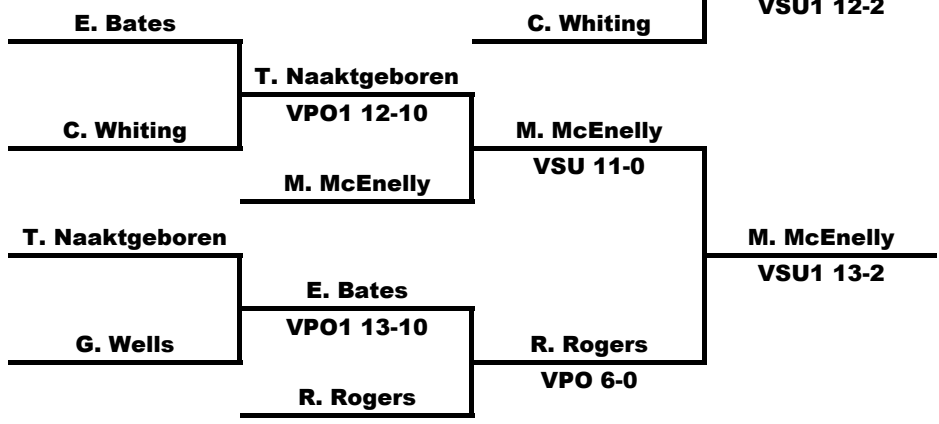 VSU1 12-2
E. Bates
C. Whiting
T. Naaktgeboren
VPO1 12-10
C. Whiting
M. McEnelly
VSU 11-0
M. McEnelly
T. Naaktgeboren
M. McEnelly
VSU1 13-2
E. Bates
VPO1 13-10
G. Wells
R. Rogers
VPO 6-0
R. Rogers